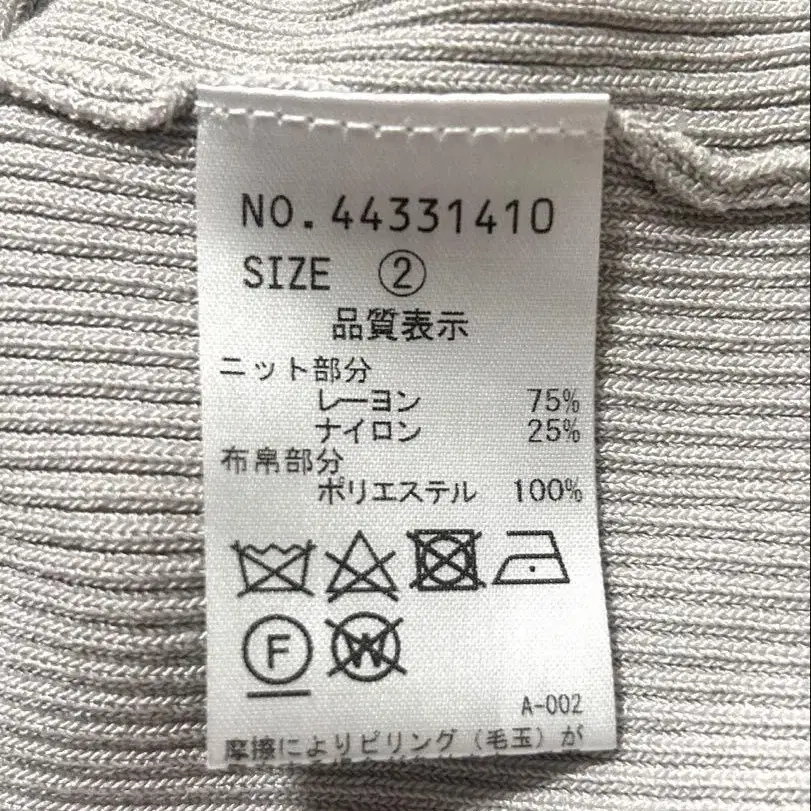 NO. 44331410
SIZE ②
品質表示
ニット部分
レーヨン 75%
ナイロン 25%
布帛部分
ポリエステル 100%
F W
A-002
摩擦によりピリング(毛玉)が